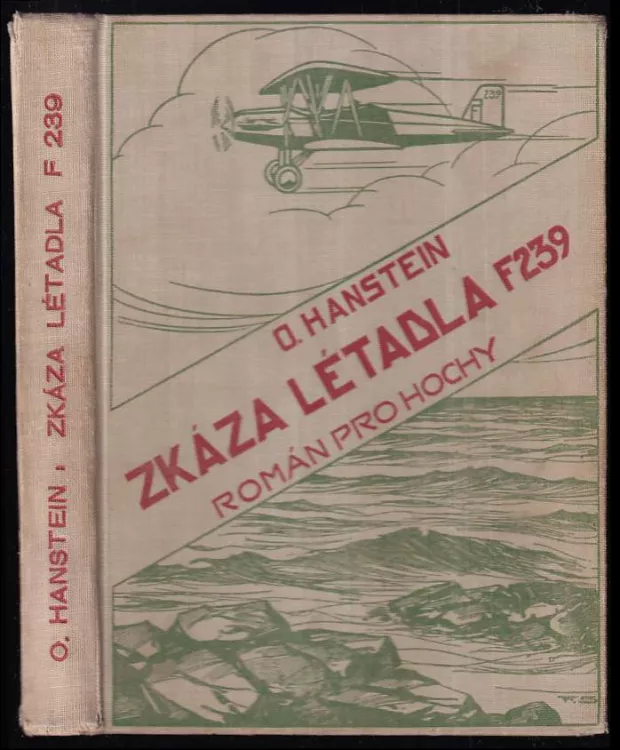 O. HANSTEIN: ZKÁZA LÉTADLA F 239
239
F
O. HANSTEIN
ZKÁZA LÉTADLA F239
ROMÁN PRO HOCHY